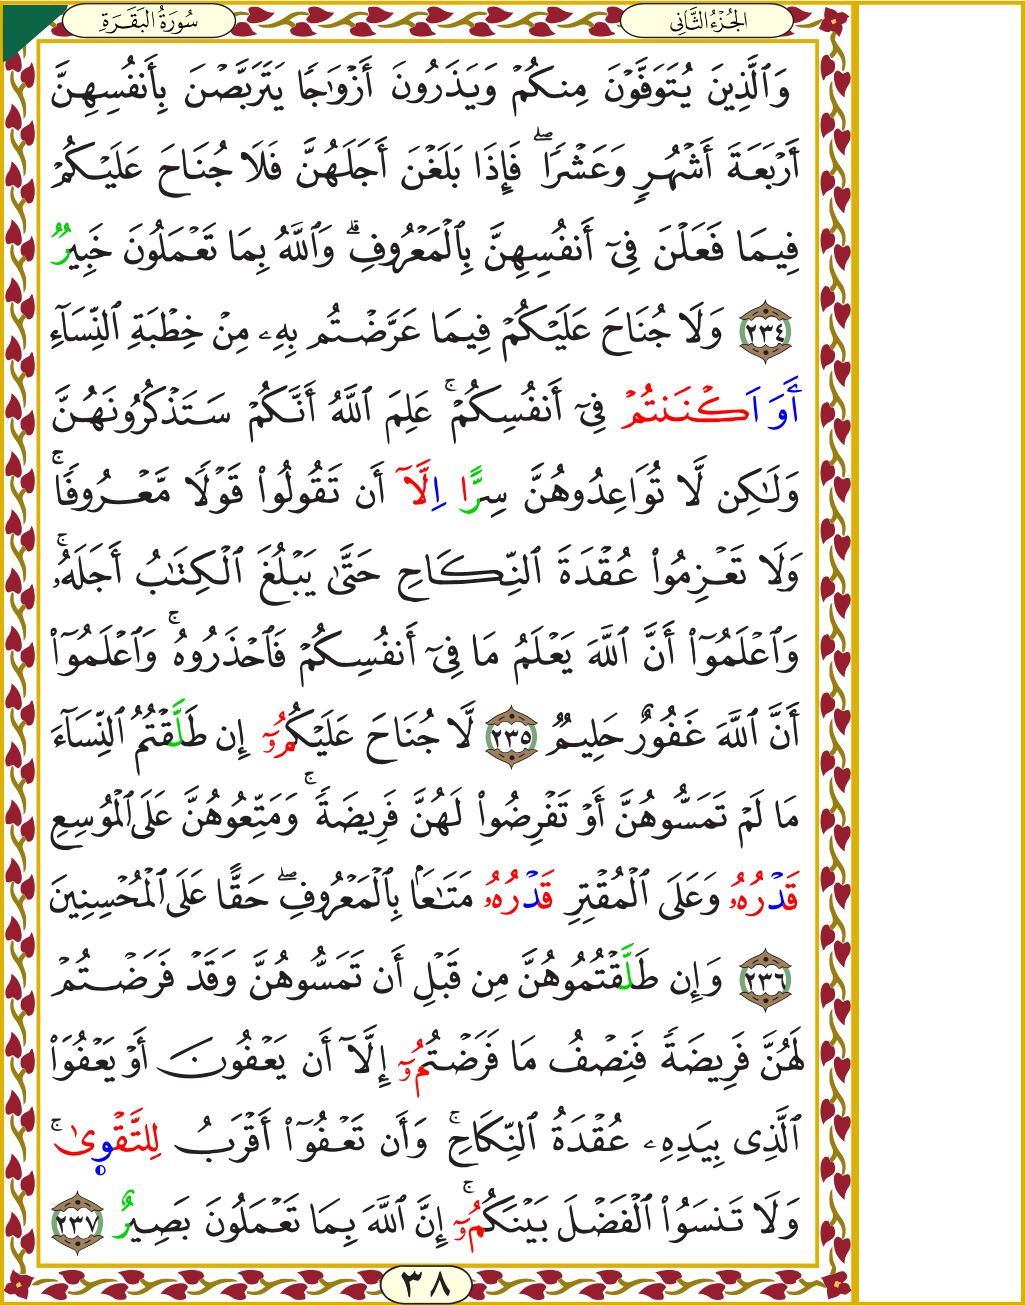 سُورَةُ البَقَرَةِ
الجُزْءُ الثَّانِي
وَٱلَّذِينَ يُتَوَفَّوْنَ مِنكُمْ وَيَذَرُونَ أَزْوَٰجًا يَتَرَبَّصْنَ بِأَنفُسِهِنَّ
أَرْبَعَةَ أَشْهُرٍ وَعَشْرًا ۖ فَإِذَا بَلَغْنَ أَجَلَهُنَّ فَلَا جُنَاحَ عَلَيْكُمْ
فِيمَا فَعَلْنَ فِىٓ أَنفُسِهِنَّ بِٱلْمَعْرُوفِ ۗ وَٱللَّهُ بِمَا تَعْمَلُونَ خَبِيرٌ
٢٣٤ وَلَا جُنَاحَ عَلَيْكُمْ فِيمَا عَرَّضْتُم بِهِۦ مِنْ خِطْبَةِ ٱلنِّسَآءِ
أَوَ اَكْنَنتُمْ فِىٓ أَنفُسِكُمْ ۚ عَلِمَ ٱللَّهُ أَنَّكُمْ سَتَذْكُرُونَهُنَّ
وَلَٰكِن لَّا تُوَاعِدُوهُنَّ سِرًّا اِلَّآ أَن تَقُولُوا۟ قَوْلًا مَّعْرُوفًا ۚ
وَلَا تَعْزِمُوا۟ عُقْدَةَ ٱلنِّكَاحِ حَتَّىٰ يَبْلُغَ ٱلْكِتَٰبُ أَجَلَهُۥ ۚ
وَٱعْلَمُوٓا۟ أَنَّ ٱللَّهَ يَعْلَمُ مَا فِىٓ أَنفُسِكُمْ فَٱحْذَرُوهُ ۚ وَٱعْلَمُوٓا۟
أَنَّ ٱللَّهَ غَفُورٌ حَلِيمٌ ٢٣٥ لَّا جُنَاحَ عَلَيْكُمُۥٓ إِن طَلَّقْتُمُ ٱلنِّسَآءَ
مَا لَمْ تَمَسُّوهُنَّ أَوْ تَفْرِضُوا۟ لَهُنَّ فَرِيضَةً ۚ وَمَتِّعُوهُنَّ عَلَى ٱلْمُوسِعِ
قَدْرُهُۥ وَعَلَى ٱلْمُقْتِرِ قَدْرُهُۥ مَتَٰعًۢا بِٱلْمَعْرُوفِ ۖ حَقًّا عَلَى ٱلْمُحْسِنِينَ
٢٣٦ وَإِن طَلَّقْتُمُوهُنَّ مِن قَبْلِ أَن تَمَسُّوهُنَّ وَقَدْ فَرَضْتُمْ
لَهُنَّ فَرِيضَةً فَنِصْفُ مَا فَرَضْتُمُۥٓ إِلَّآ أَن يَعْفُونَ أَوْ يَعْفُوَا۟
ٱلَّذِى بِيَدِهِۦ عُقْدَةُ ٱلنِّكَاحِ ۚ وَأَن تَعْفُوٓا۟ أَقْرَبُ لِلتَّقْوِىٰ ۚ
وَلَا تَنسَوُا۟ ٱلْفَضْلَ بَيْنَكُمُۥٓ ۚ إِنَّ ٱللَّهَ بِمَا تَعْمَلُونَ بَصِيرٌ ٢٣٧
٣٨